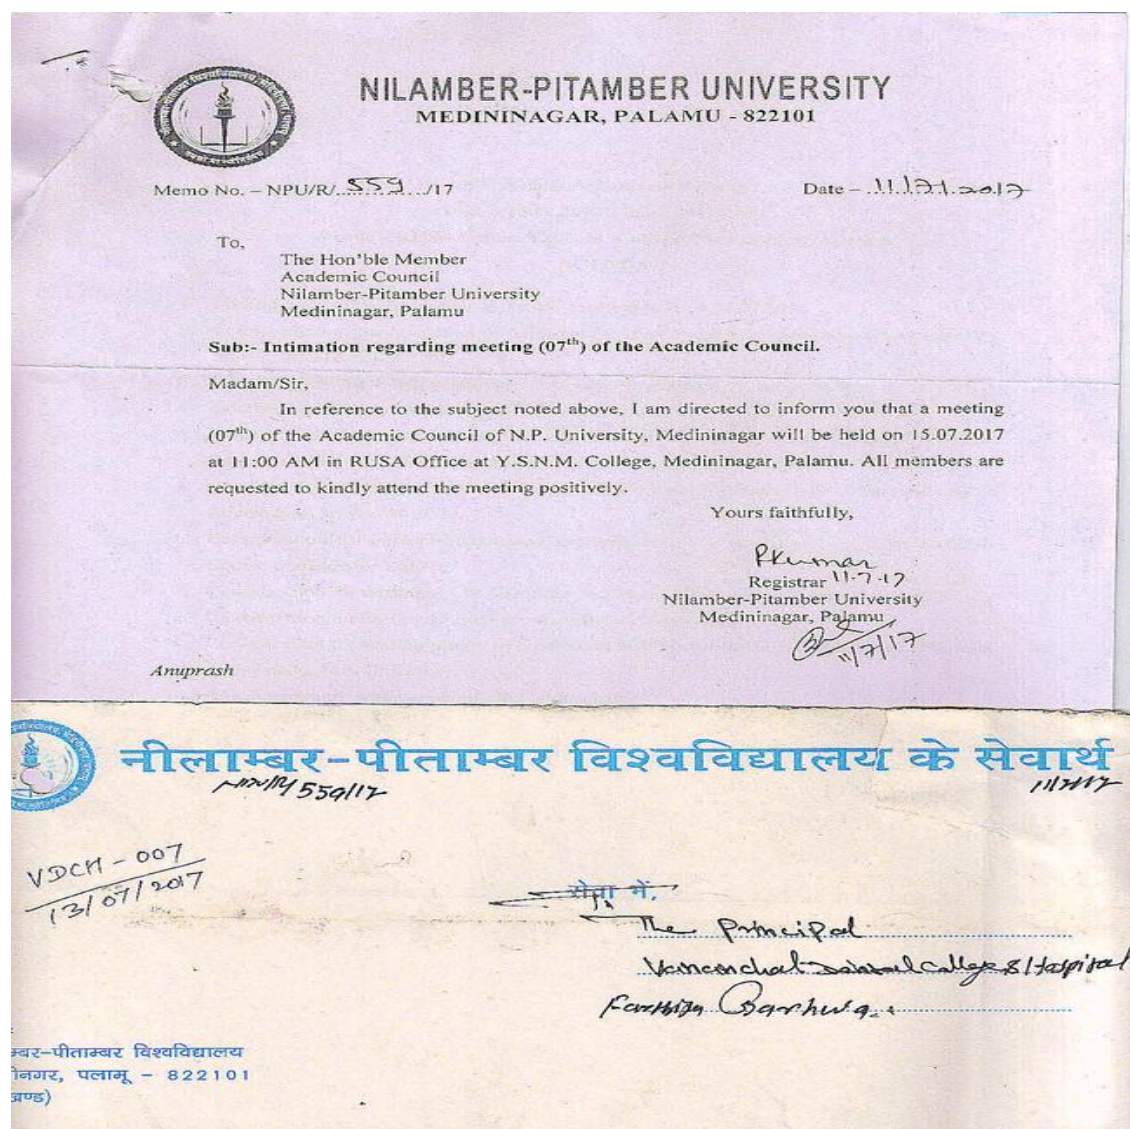 NILAMBER-PITAMBER UNIVERSITY
MEDININAGAR, PALAMU - 822101
Memo No. – NPU/R/ 559 /17 Date – 11/7/2017
To,
The Hon'ble Member
Academic Council
Nilamber-Pitamber University
Medininagar, Palamu
Sub:- Intimation regarding meeting (07th) of the Academic Council.
Madam/Sir,
In reference to the subject noted above, I am directed to inform you that a meeting
(07th) of the Academic Council of N.P. University, Medininagar will be held on 15.07.2017
at 11:00 AM in RUSA Office at Y.S.N.M. College, Medininagar, Palamu. All members are
requested to kindly attend the meeting positively.
Yours faithfully,
PKumar
Registrar 11-7-17
Nilamber-Pitamber University
Medininagar, Palamu
11/7/17
Anuprash
नीलाम्बर-पीताम्बर विश्वविद्यालय के सेवार्थ
559/17 11/7/17
VDCH - 007
13/07/2017
सेवा में,
The Principal
Vananchal Dental College & Hospital
Farathiya Garhwa
म्बर-पीताम्बर विश्वविद्यालय
नगर, पलामू - 822101